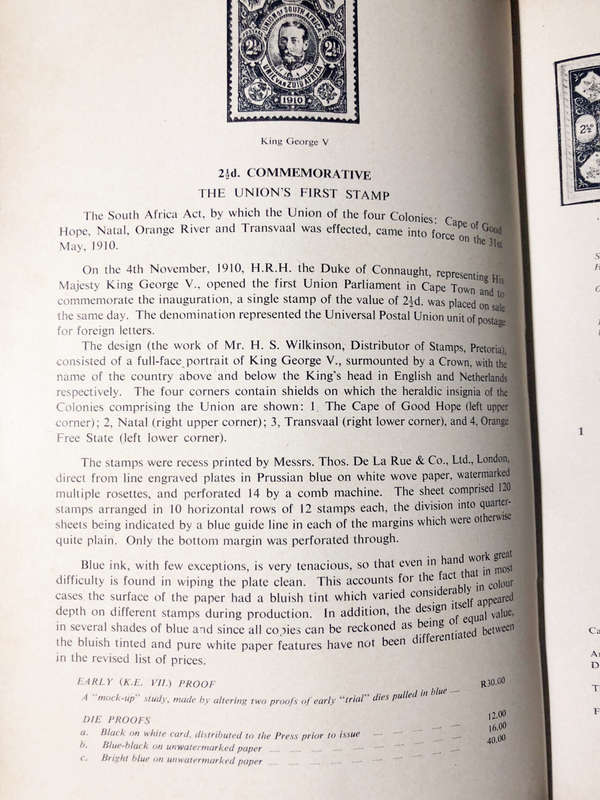 UNION OF SOUTH AFRICA
2½ 2½
UNIE VAN ZUID AFRIKA
1910
King George V
2½d. COMMEMORATIVE
THE UNION'S FIRST STAMP
The South Africa Act, by which the Union of the four Colonies: Cape of Good
Hope, Natal, Orange River and Transvaal was effected, came into force on the 31st
May, 1910.
On the 4th November, 1910, H.R.H. the Duke of Connaught, representing His
Majesty King George V., opened the first Union Parliament in Cape Town and to
commemorate the inauguration, a single stamp of the value of 2½d. was placed on sale
the same day. The denomination represented the Universal Postal Union unit of postage
for foreign letters.
The design (the work of Mr. H. S. Wilkinson, Distributor of Stamps, Pretoria),
consisted of a full-face portrait of King George V., surmounted by a Crown, with the
name of the country above and below the King's head in English and Netherlands
respectively. The four corners contain shields on which the heraldic insignia of the
Colonies comprising the Union are shown: 1, The Cape of Good Hope (left upper
corner); 2, Natal (right upper corner); 3, Transvaal (right lower corner), and 4, Orange
Free State (left lower corner).
The stamps were recess printed by Messrs. Thos. De La Rue & Co., Ltd., London,
direct from line engraved plates in Prussian blue on white wove paper, watermarked
multiple rosettes, and perforated 14 by a comb machine. The sheet comprised 120
stamps arranged in 10 horizontal rows of 12 stamps each, the division into quarter-
sheets being indicated by a blue guide line in each of the margins which were otherwise
quite plain. Only the bottom margin was perforated through.
Blue ink, with few exceptions, is very tenacious, so that even in hand work great
difficulty is found in wiping the plate clean. This accounts for the fact that in most
cases the surface of the paper had a bluish tint which varied considerably in colour
depth on different stamps during production. In addition, the design itself appeared
in several shades of blue and since all copies can be reckoned as being of equal value,
the bluish tinted and pure white paper features have not been differentiated between
in the revised list of prices.
EARLY (K.E. VII.) PROOF
A "mock-up" study, made by altering two proofs of early "trial" dies pulled in blue — R30.00
DIE PROOFS
a. Black on white card, distributed to the Press prior to issue 12.00
b. Blue-black on unwatermarked paper 16.00
c. Bright blue on unwatermarked paper 40.00
2½
1